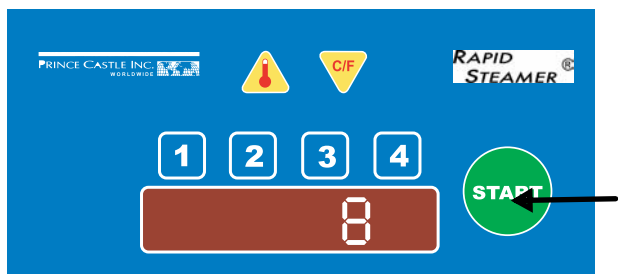 PRINCE CASTLE INC.
WORLDWIDE
C/F
RAPID
STEAMER ®
1 2 3 4
START
8